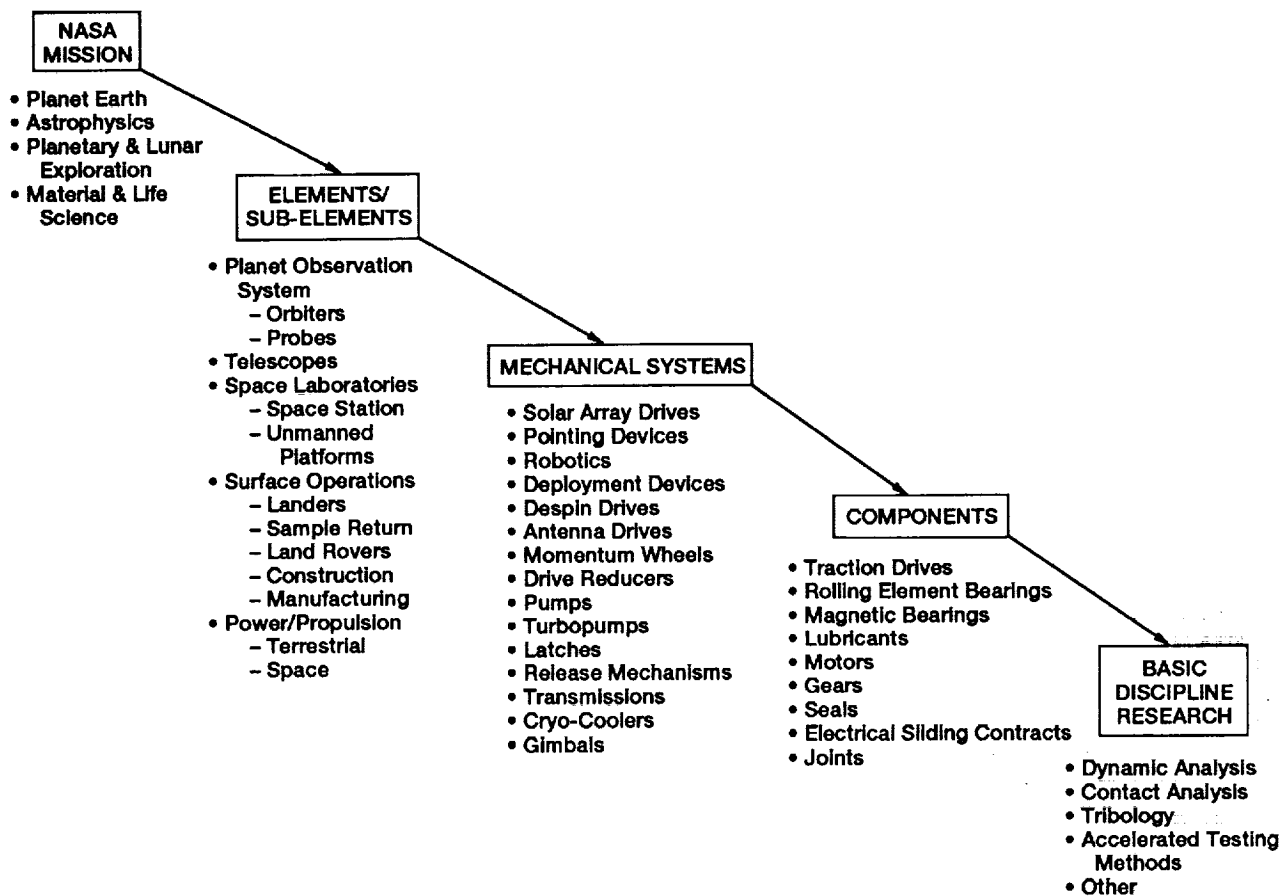 NASA
MISSION
• Planet Earth
• Astrophysics
• Planetary & Lunar
Exploration
• Material & Life
Science
ELEMENTS/
SUB-ELEMENTS
• Planet Observation
System
– Orbiters
– Probes
• Telescopes
• Space Laboratories
– Space Station
– Unmanned
Platforms
• Surface Operations
– Landers
– Sample Return
– Land Rovers
– Construction
– Manufacturing
• Power/Propulsion
– Terrestrial
– Space
MECHANICAL SYSTEMS
• Solar Array Drives
• Pointing Devices
• Robotics
• Deployment Devices
• Despin Drives
• Antenna Drives
• Momentum Wheels
• Drive Reducers
• Pumps
• Turbopumps
• Latches
• Release Mechanisms
• Transmissions
• Cryo-Coolers
• Gimbals
COMPONENTS
• Traction Drives
• Rolling Element Bearings
• Magnetic Bearings
• Lubricants
• Motors
• Gears
• Seals
• Electrical Sliding Contracts
• Joints
BASIC
DISCIPLINE
RESEARCH
• Dynamic Analysis
• Contact Analysis
• Tribology
• Accelerated Testing
Methods
• Other